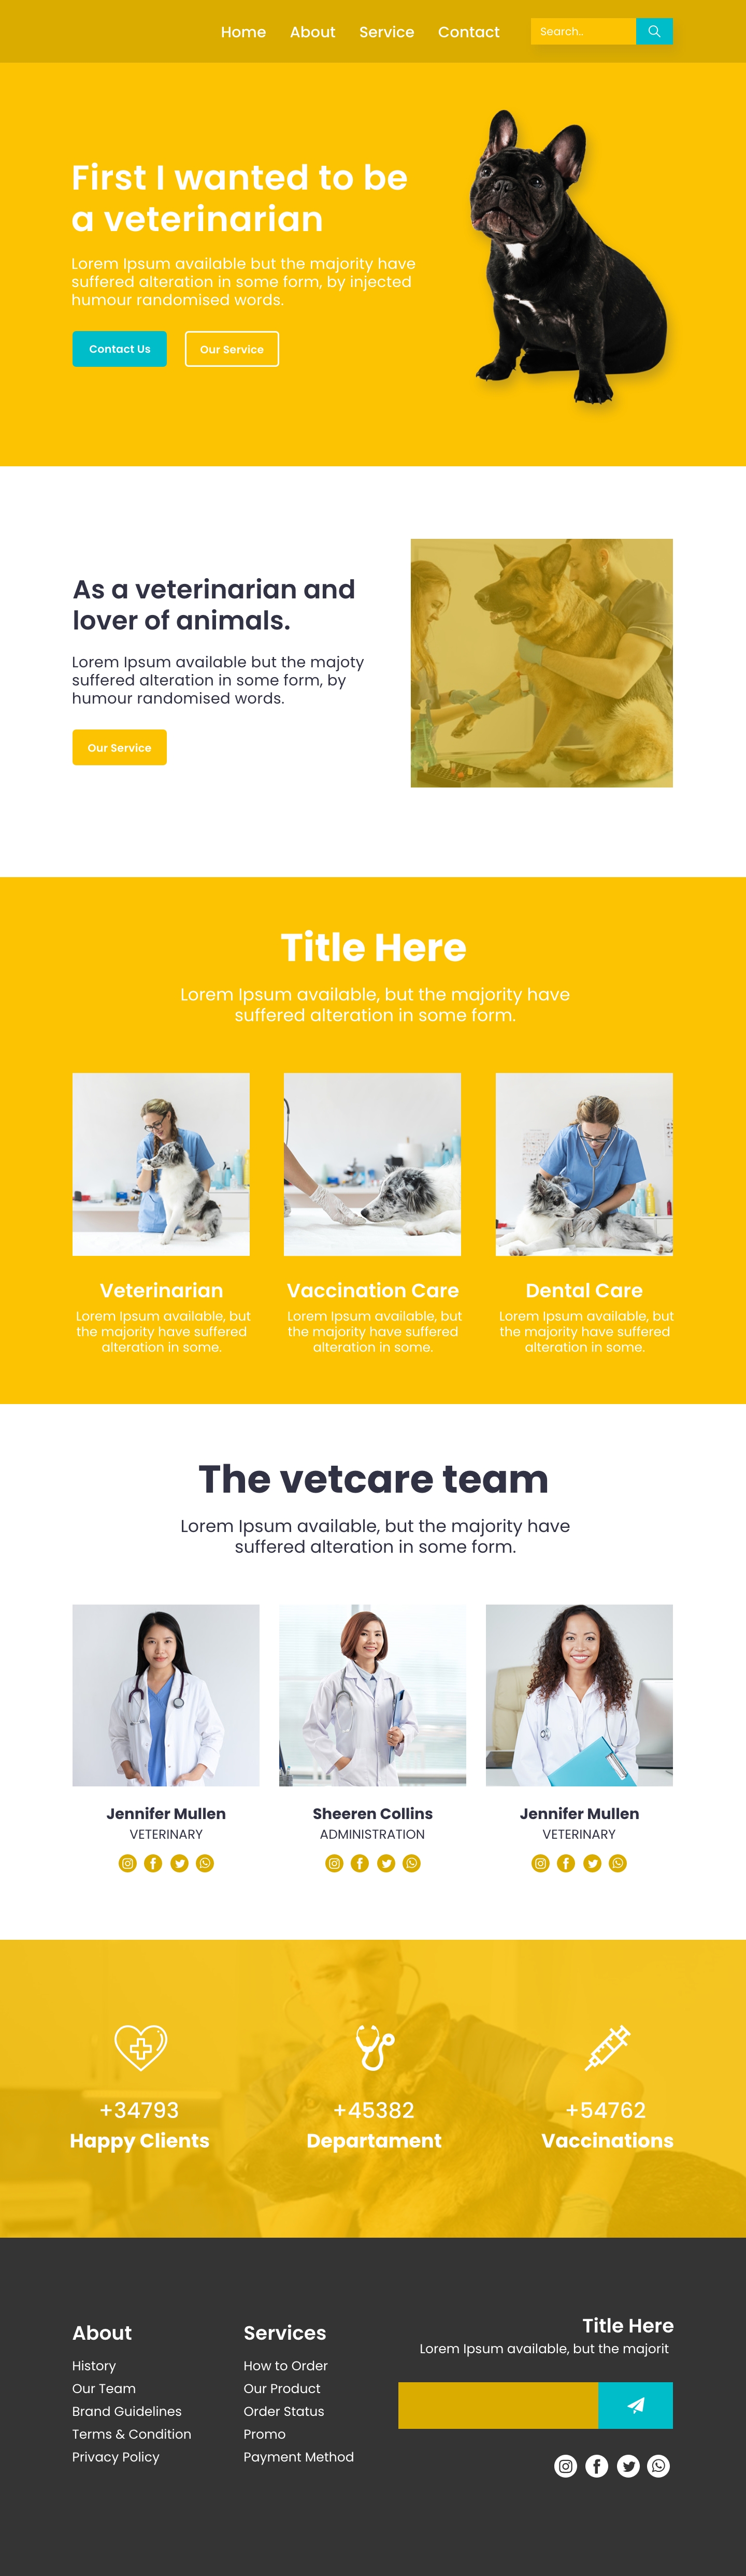 Home About Service Contact Search..
First I wanted to be
a veterinarian
Lorem Ipsum available but the majority have
suffered alteration in some form, by injected
humour randomised words.
Contact Us Our Service
As a veterinarian and
lover of animals.
Lorem Ipsum available but the majoty
suffered alteration in some form, by
humour randomised words.
Our Service
Title Here
Lorem Ipsum available, but the majority have
suffered alteration in some form.
Veterinarian
Lorem Ipsum available, but
the majority have suffered
alteration in some.
Vaccination Care
Lorem Ipsum available, but
the majority have suffered
alteration in some.
Dental Care
Lorem Ipsum available, but
the majority have suffered
alteration in some.
The vetcare team
Lorem Ipsum available, but the majority have
suffered alteration in some form.
Jennifer Mullen
VETERINARY
Sheeren Collins
ADMINISTRATION
Jennifer Mullen
VETERINARY
+34793
Happy Clients
+45382
Departament
+54762
Vaccinations
About
History
Our Team
Brand Guidelines
Terms & Condition
Privacy Policy
Services
How to Order
Our Product
Order Status
Promo
Payment Method
Title Here
Lorem Ipsum available, but the majorit